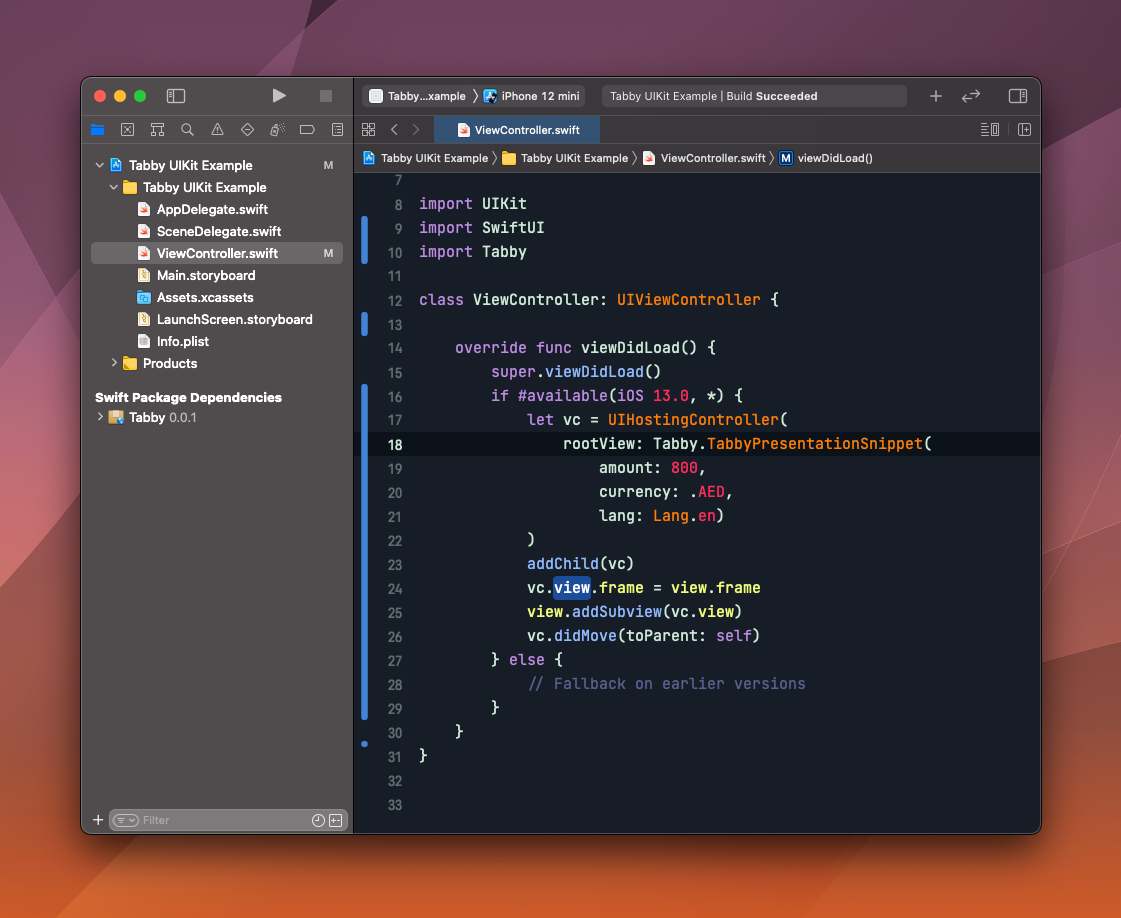 Tabby...xample 〉 iPhone 12 mini
Tabby UIKit Example | Build Succeeded
ViewController.swift
Tabby UIKit Example 〉 Tabby UIKit Example 〉 ViewController.swift 〉 M viewDidLoad()
Tabby UIKit Example M
Tabby UIKit Example
AppDelegate.swift
SceneDelegate.swift
ViewController.swift M
Main.storyboard
Assets.xcassets
LaunchScreen.storyboard
Info.plist
Products
Swift Package Dependencies
Tabby 0.0.1
Filter
7
8 import UIKit
9 import SwiftUI
10 import Tabby
11
12 class ViewController: UIViewController {
13
14     override func viewDidLoad() {
15         super.viewDidLoad()
16         if #available(iOS 13.0, *) {
17             let vc = UIHostingController(
18                 rootView: Tabby.TabbyPresentationSnippet(
19                     amount: 800,
20                     currency: .AED,
21                     lang: Lang.en)
22             )
23             addChild(vc)
24             vc.view.frame = view.frame
25             view.addSubview(vc.view)
26             vc.didMove(toParent: self)
27         } else {
28             // Fallback on earlier versions
29         }
30     }
31 }
32
33